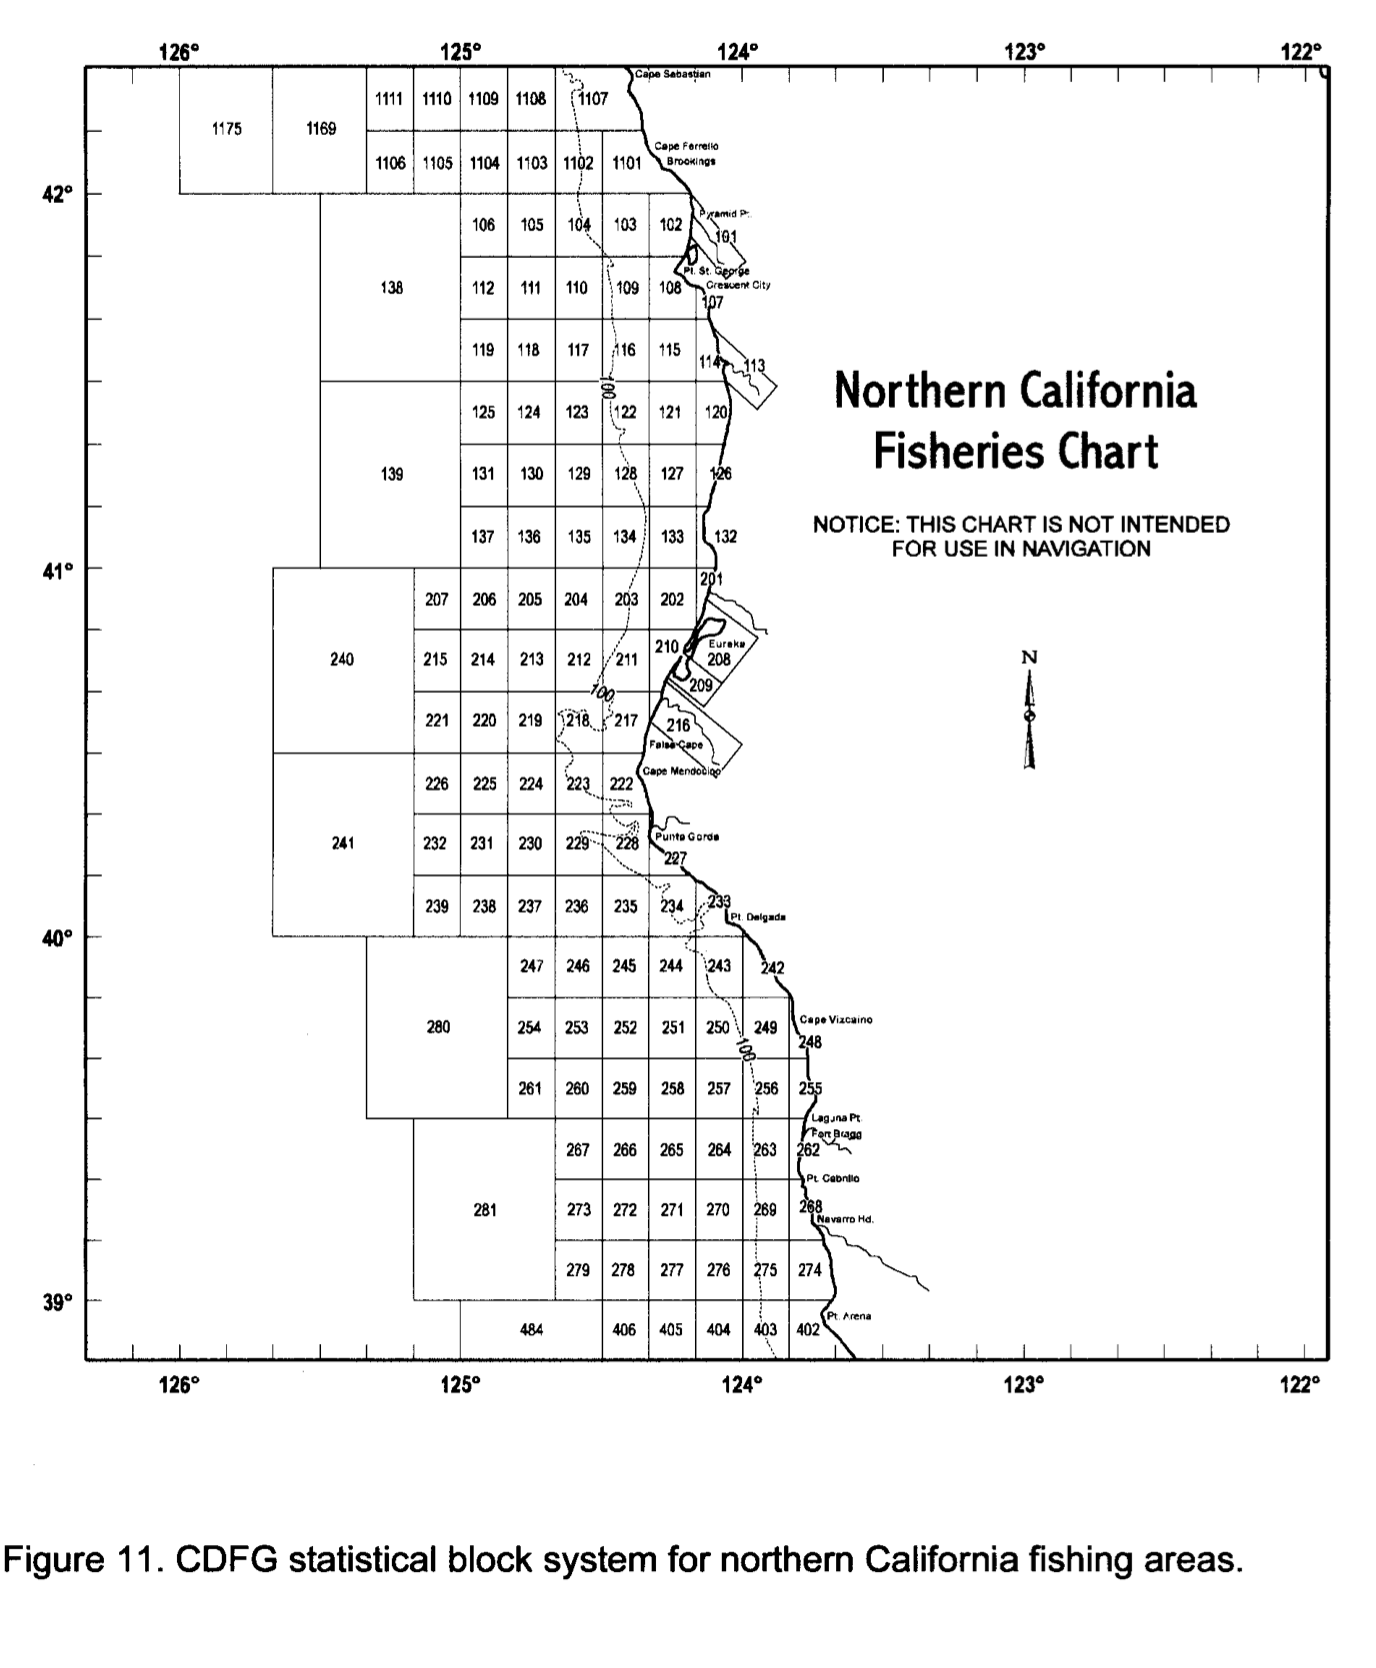 126° 125° 124° 123° 122°
Cape Sebastian
1111 1110 1109 1108 1107
1175 1169
Cape Ferrello
Brookings
1106 1105 1104 1103 1102 1101
42°
Pyramid Pt.
106 105 104 103 102 101
Pt. St. George
Crescent City
138 112 111 110 109 108 107
119 118 117 116 115 114 113
100
Northern California
Fisheries Chart
125 124 123 122 121 120
139 131 130 129 128 127 126
NOTICE: THIS CHART IS NOT INTENDED
FOR USE IN NAVIGATION
137 136 135 134 133 132
41°
201
207 206 205 204 203 202
Eureka
240 215 214 213 212 211 210 208
N
209
100
221 220 219 218 217 216
False Cape
Cape Mendocino
226 225 224 223 222
Punta Gorda
241 232 231 230 229 228 227
239 238 237 236 235 234 233
Pt. Delgada
40°
247 246 245 244 243 242
Cape Vizcaino
280 254 253 252 251 250 249 248
100
261 260 259 258 257 256 255
Laguna Pt.
Fort Bragg
267 266 265 264 263 262
Pt. Cabrillo
281 273 272 271 270 269 268
Navarro Hd.
279 278 277 276 275 274
39°
Pt. Arena
484 406 405 404 403 402
126° 125° 124° 123° 122°
Figure 11. CDFG statistical block system for northern California fishing areas.